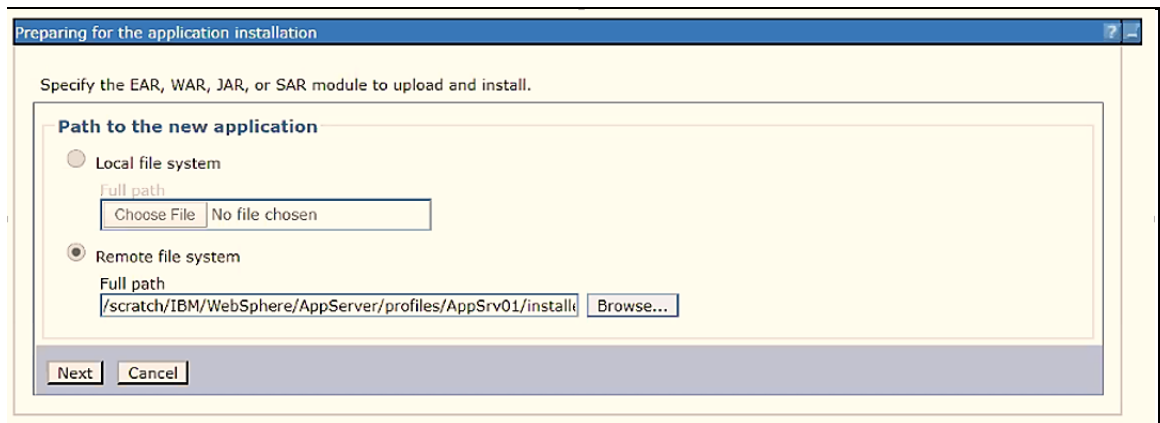 Preparing for the application installation
?
Specify the EAR, WAR, JAR, or SAR module to upload and install.
Path to the new application
Local file system
Full path
Choose File No file chosen
Remote file system
Full path
/scratch/IBM/WebSphere/AppServer/profiles/AppSrv01/installe Browse...
Next Cancel